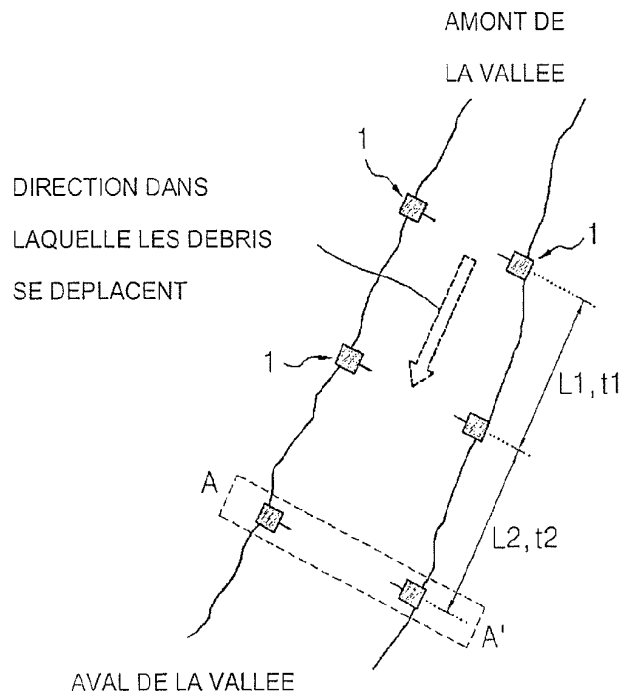 AMONT DE
LA VALLEE
1
DIRECTION DANS
LAQUELLE LES DEBRIS
SE DEPLACENT
1
1
L1, t1
A
L2, t2
A'
AVAL DE LA VALLEE